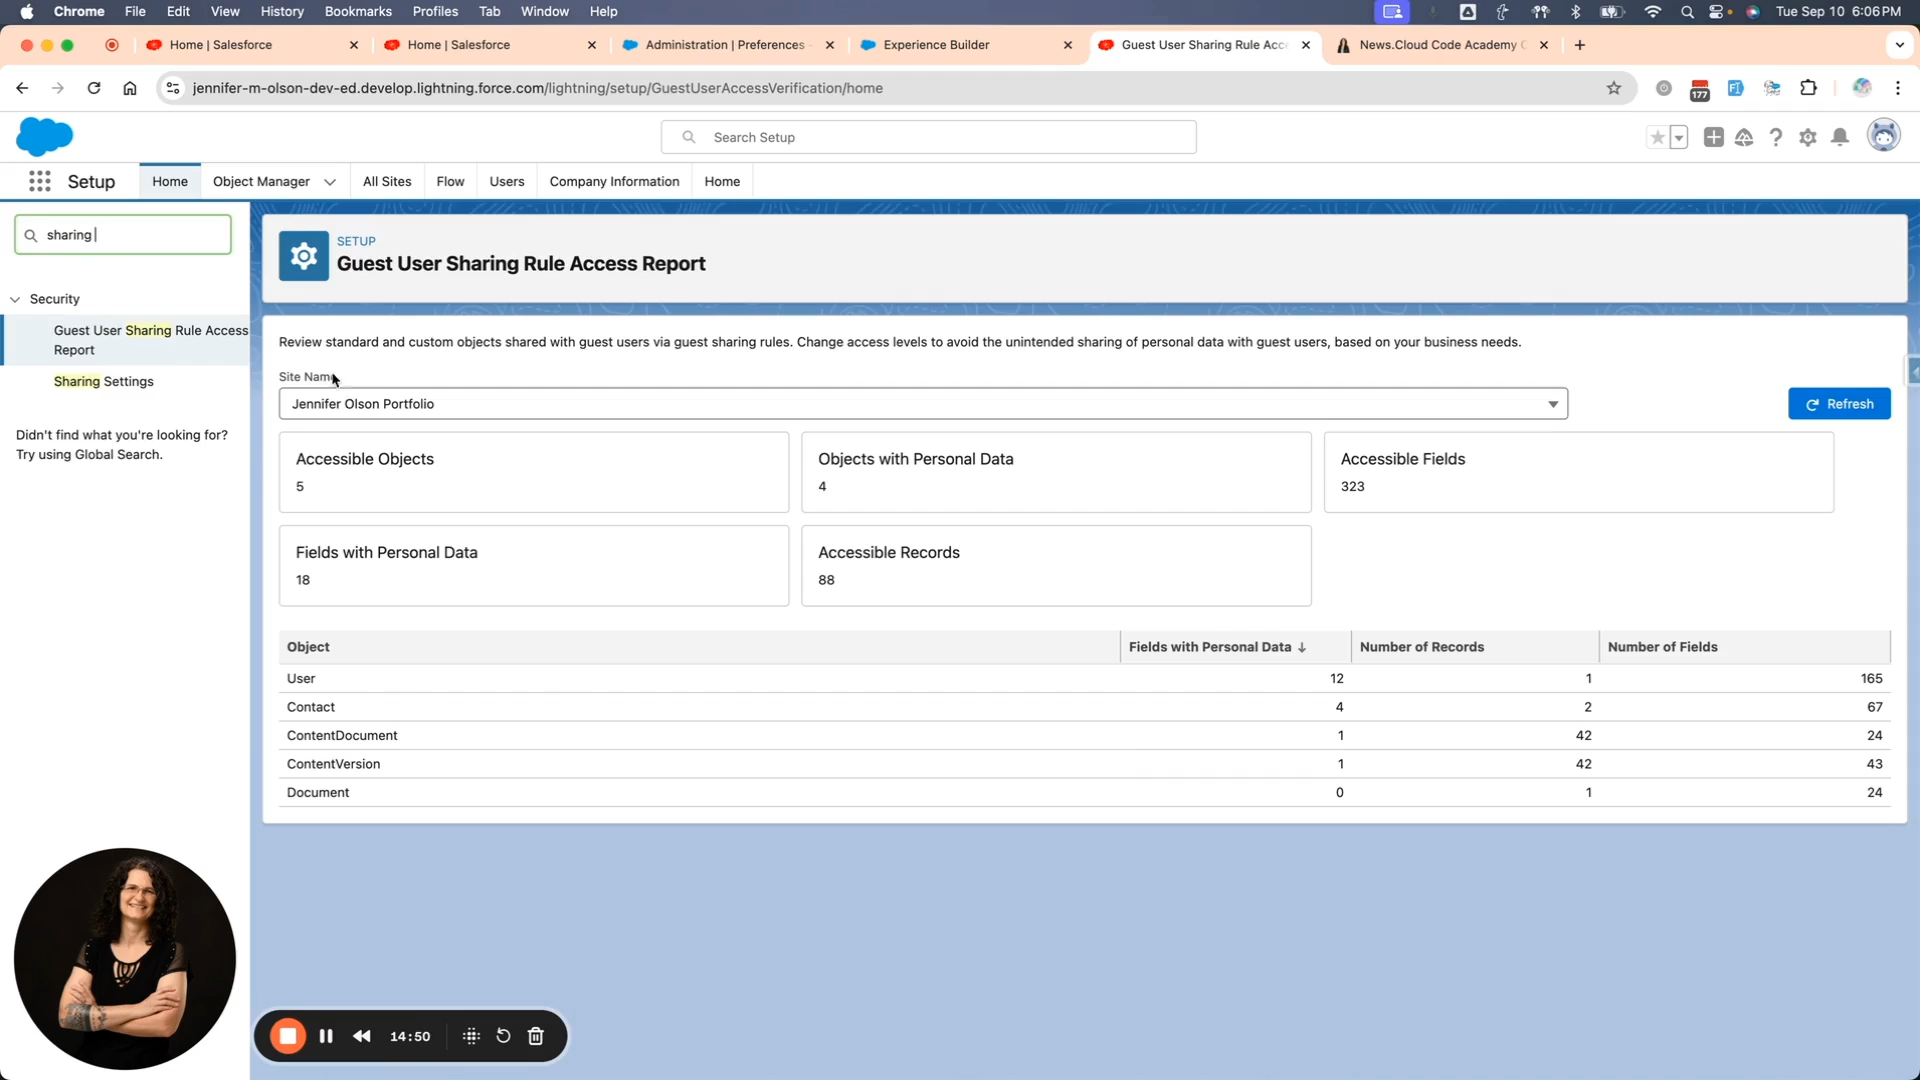 Chrome File Edit View History Bookmarks Profiles Tab Window Help Tue Sep 10 6:06 PM
Home | Salesforce Home | Salesforce Administration | Preferences Experience Builder Guest User Sharing Rule Acc News.Cloud Code Academy
jennifer-m-olson-dev-ed.develop.lightning.force.com/lightning/setup/GuestUserAccessVerification/home
177
Search Setup
Setup Home Object Manager All Sites Flow Users Company Information Home
sharing
Security
Guest User Sharing Rule Access
Report
Sharing Settings
Didn't find what you're looking for?
Try using Global Search.
SETUP
Guest User Sharing Rule Access Report
Review standard and custom objects shared with guest users via guest sharing rules. Change access levels to avoid the unintended sharing of personal data with guest users, based on your business needs.
Site Name
Jennifer Olson Portfolio
Refresh
Accessible Objects
5
Objects with Personal Data
4
Accessible Fields
323
Fields with Personal Data
18
Accessible Records
88
Object Fields with Personal Data ↓ Number of Records Number of Fields
User 12 1 165
Contact 4 2 67
ContentDocument 1 42 24
ContentVersion 1 42 43
Document 0 1 24
14:50